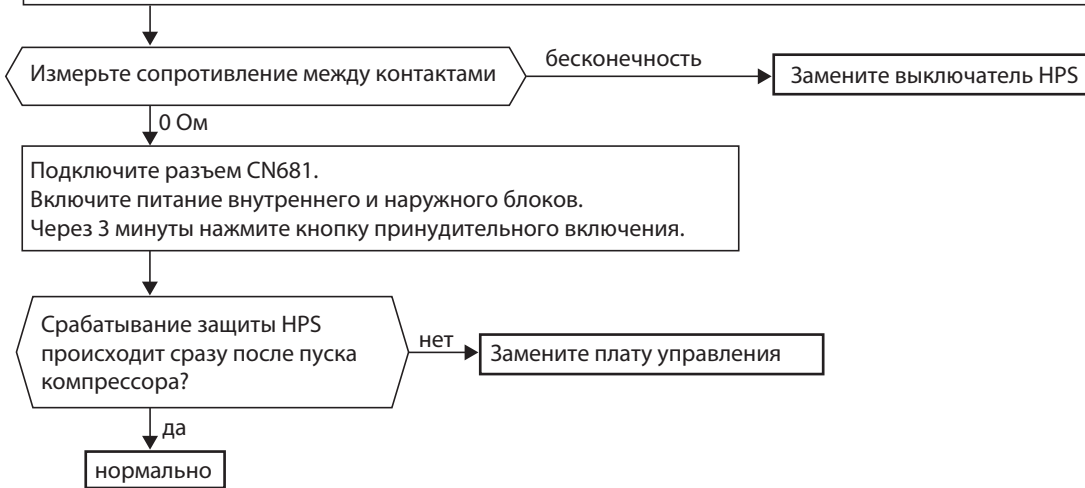 Измерьте сопротивление между контактами
бесконечность
Замените выключатель HPS
0 Ом
Подключите разъем CN681.
Включите питание внутреннего и наружного блоков.
Через 3 минуты нажмите кнопку принудительного включения.
Срабатывание защиты HPS
происходит сразу после пуска
компрессора?
нет
Замените плату управления
да
нормально